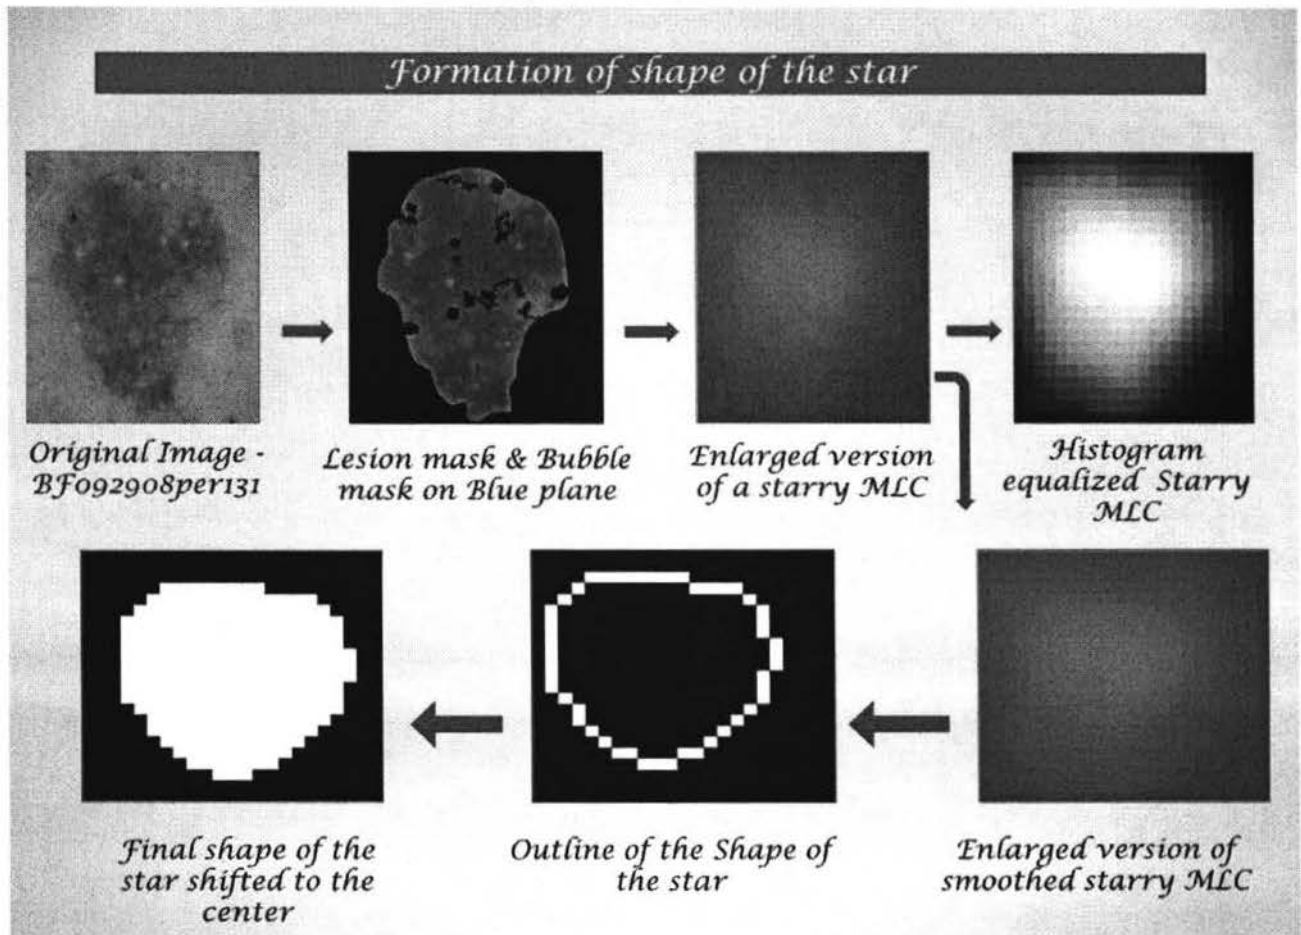 Formation of shape of the star
Original Image -
BF092908per131
Lesion mask & Bubble
mask on Blue plane
Enlarged version
of a starry MLC
Histogram
equalized Starry
MLC
Final shape of the
star shifted to the
center
Outline of the Shape of
the star
Enlarged version of
smoothed starry MLC